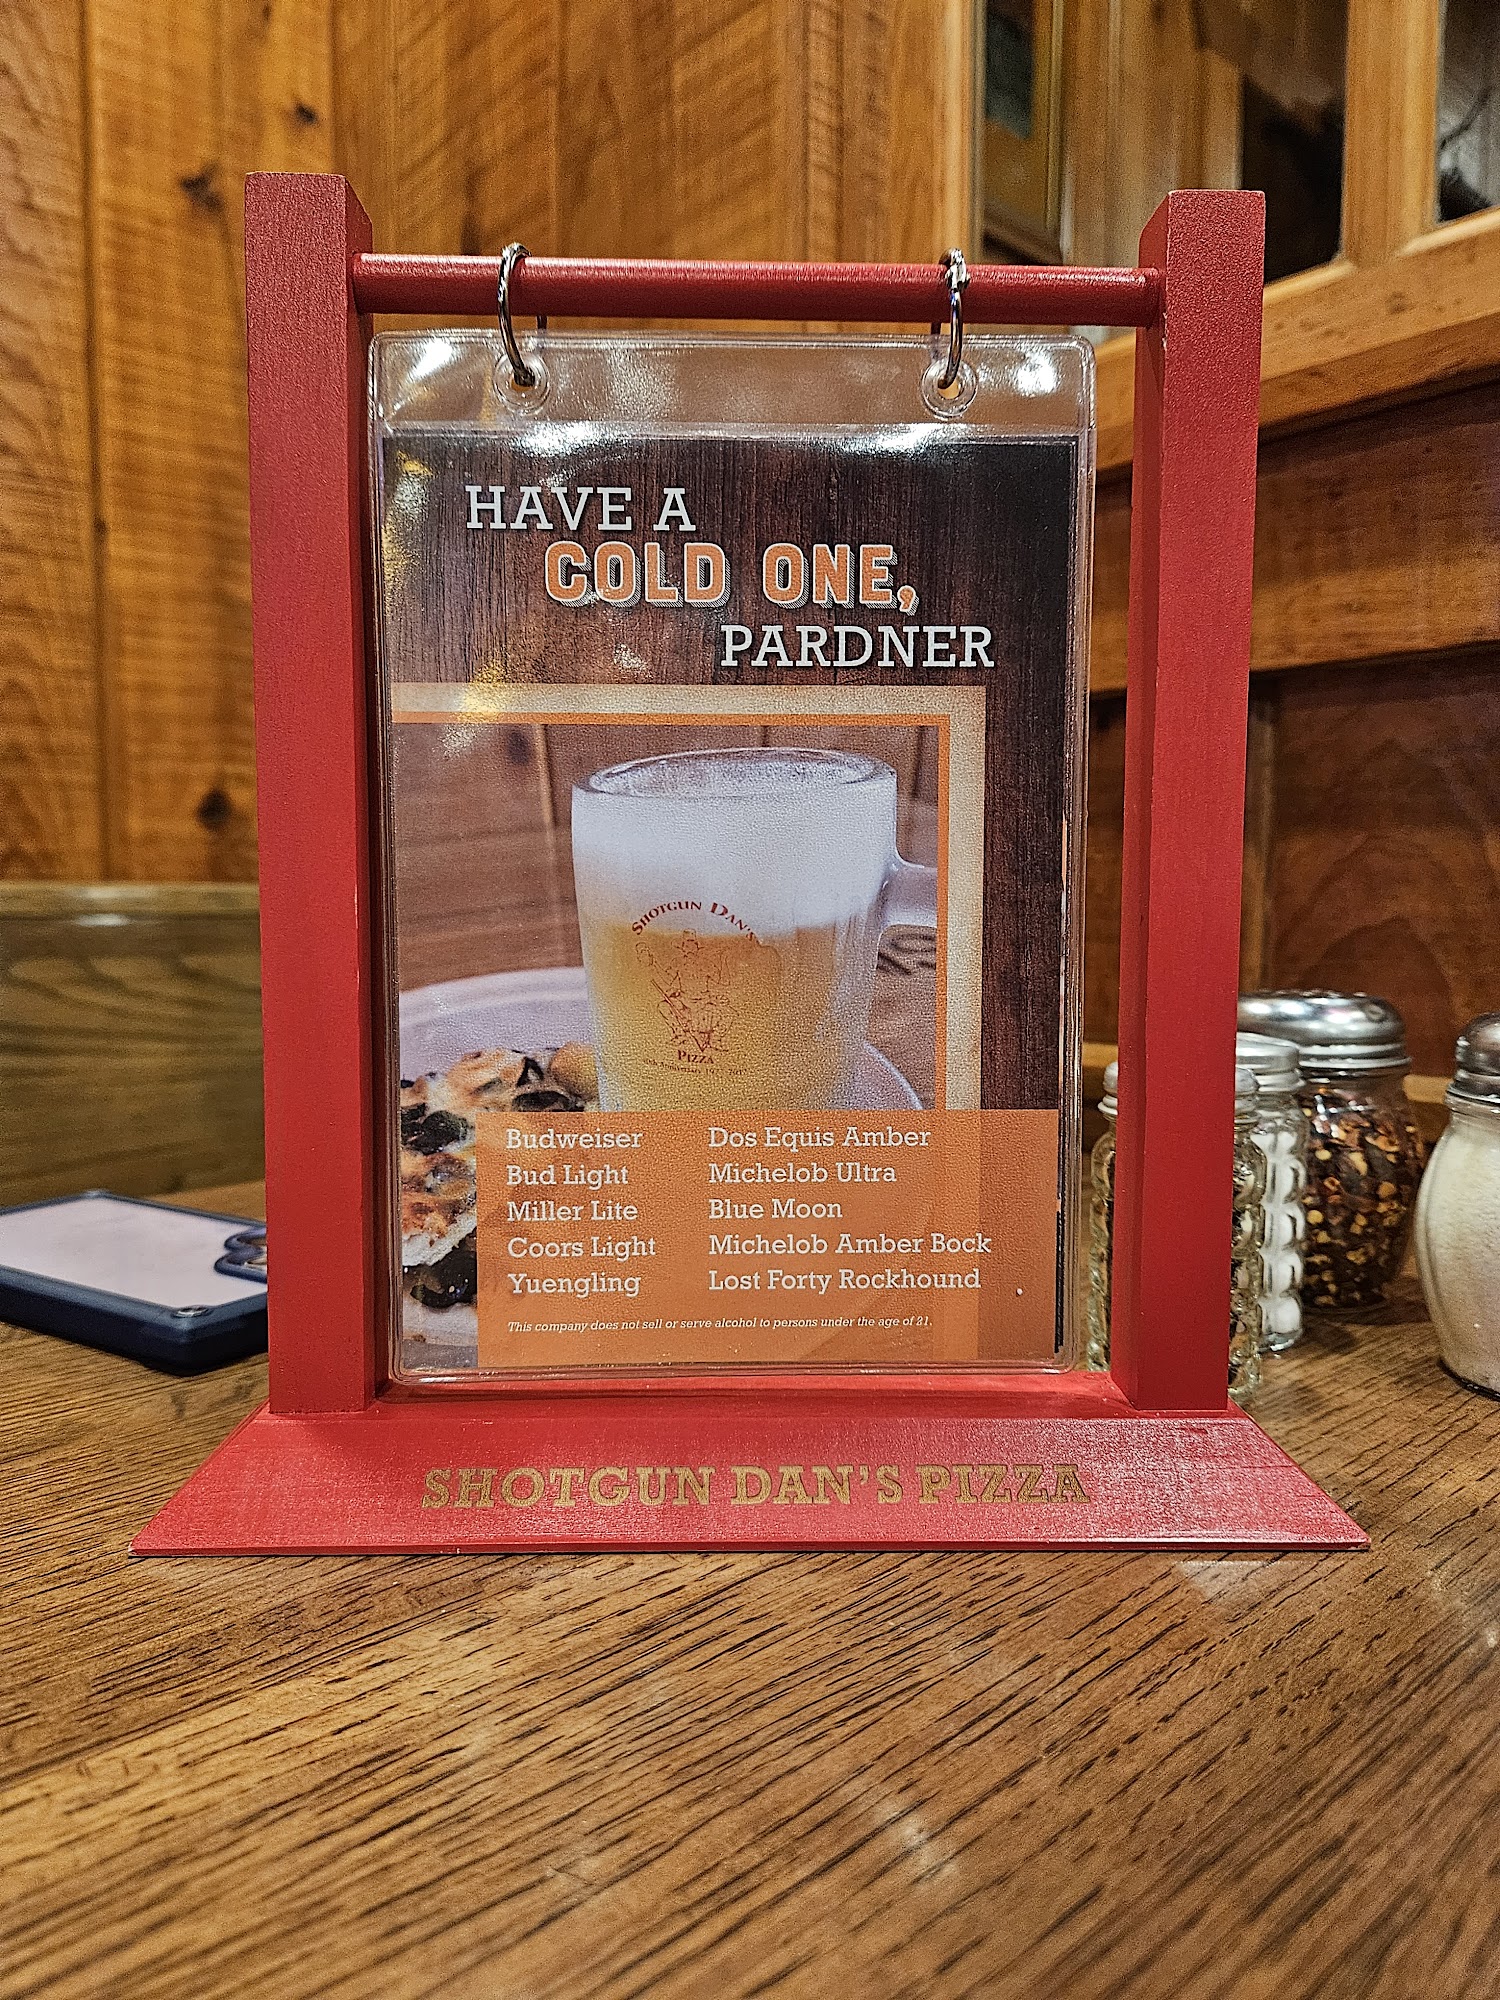 HAVE A
COLD ONE,
PARDNER
SHOTGUN DAN'S
PIZZA
Budweiser
Bud Light
Miller Lite
Coors Light
Yuengling
Dos Equis Amber
Michelob Ultra
Blue Moon
Michelob Amber Bock
Lost Forty Rockhound
This company does not sell or serve alcohol to persons under the age of 21.
SHOTGUN DAN'S PIZZA